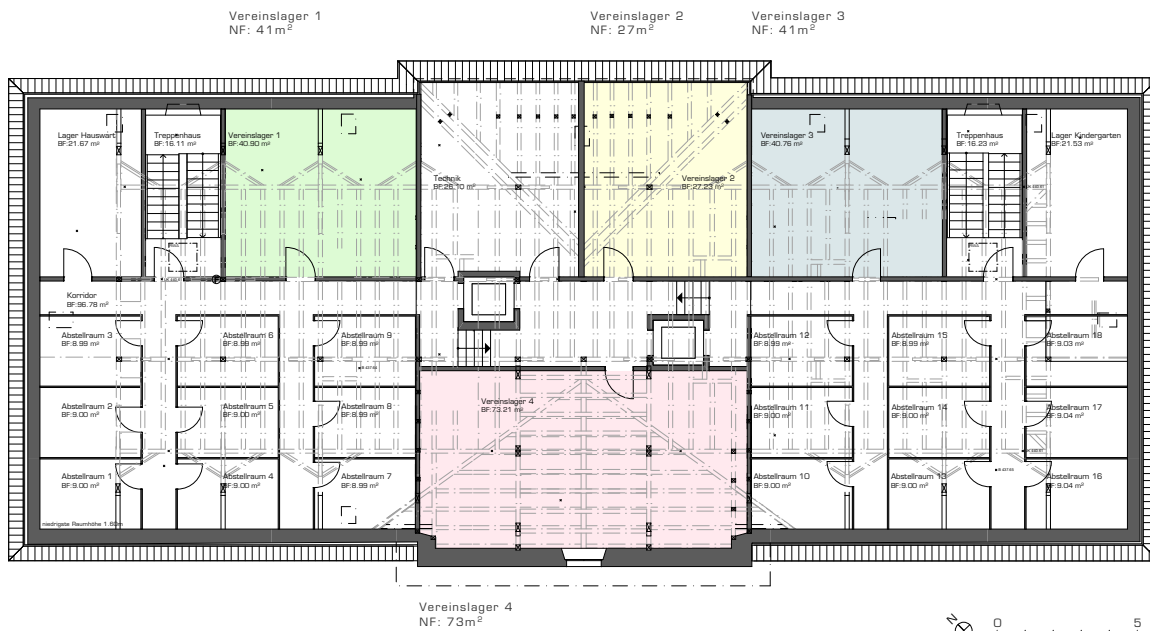 Vereinslager 1
NF: 41m²
Vereinslager 2
NF: 27m²
Vereinslager 3
NF: 41m²
Lager Hauswart
BF:21.67 m²
Treppenhaus
BF:16.11 m²
Vereinslager 1
BF:40.90 m²
Technik
BF:26.10 m²
Vereinslager 2
BF:27.23 m²
Vereinslager 3
BF:40.76 m²
Treppenhaus
BF:16.23 m²
Lager Kindergarten
BF:21.53 m²
Korridor
BF:96.78 m²
Abstellraum 3
BF:8.99 m²
Abstellraum 6
BF:8.99 m²
Abstellraum 9
BF:8.99 m²
Abstellraum 12
BF:8.99 m²
Abstellraum 15
BF:8.99 m²
Abstellraum 18
BF:9.03 m²
Abstellraum 2
BF:9.00 m²
Abstellraum 5
BF:9.00 m²
Abstellraum 8
BF:8.99 m²
Vereinslager 4
BF:73.21 m²
Abstellraum 11
BF:9.00 m²
Abstellraum 14
BF:9.00 m²
Abstellraum 17
BF:9.04 m²
Abstellraum 1
BF:9.00 m²
Abstellraum 4
BF:9.00 m²
Abstellraum 7
BF:8.99 m²
Abstellraum 10
BF:9.00 m²
Abstellraum 13
BF:9.00 m²
Abstellraum 16
BF:9.04 m²
niedrigste Raumhöhe 1.60m
Vereinslager 4
NF: 73m²
N
0 5